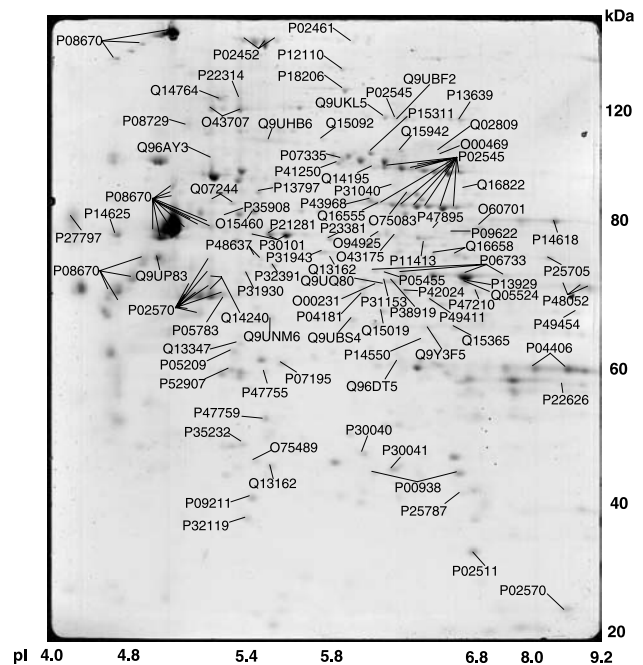 kDa
P02461
P08670
P02452
P12110
P22314
P18206
Q9UBF2
Q14764
P02545
P13639
Q9UKL5
120
P08729
O43707
P15311
Q02809
Q9UHB6
Q15092
Q15942
Q96AY3
O00469
P07335
P02545
P41250
Q14195
P08670
Q07244
P13797
P31040
Q16822
P43968
P14625
P35908
Q16555
O60701
80
O15460
P21281
P23381
O75083
P47895
P27797
P30101
O94925
P09622
P14618
P48637
P31943
O43175
Q16658
P08670
Q9UP83
Q13162
P11413
P06733
P25705
P32391
Q9UQ80
P05455
P13929
P02570
P31930
O00231
P31153
P42024
Q05524
P48052
P05783
Q14240
P04181
P38919
P47210
P49411
P49454
Q9UNM6
Q9UBS4
Q15019
Q13347
Q15365
P05209
P14550
Q9Y3F5
P04406
60
P52907
P07195
Q96DT5
P47755
P22626
P47759
P35232
P30040
O75489
P30041
Q13162
P00938
40
P09211
P25787
P32119
P02511
P02570
20
pI 4.0 4.8 5.4 5.8 6.8 8.0 9.2